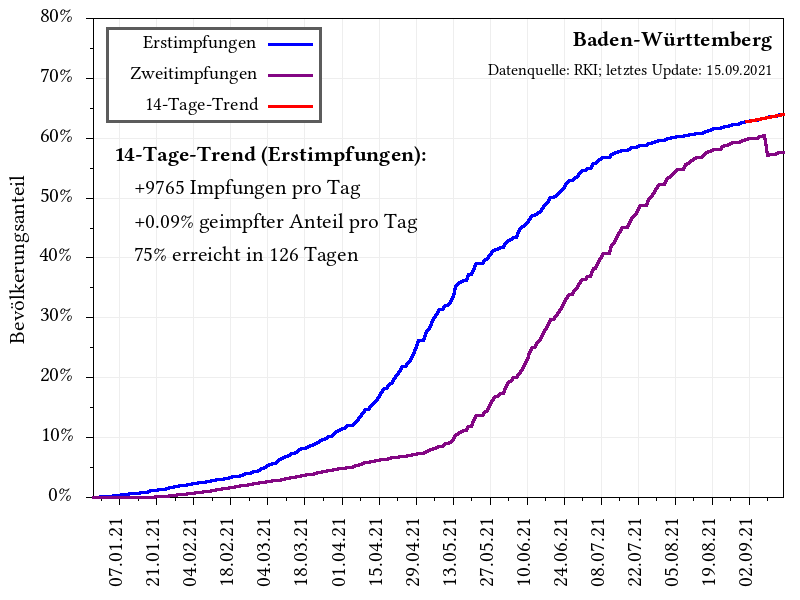 Baden-Württemberg
Datenquelle: RKI; letztes Update: 15.09.2021
Erstimpfungen
Zweitimpfungen
14-Tage-Trend
14-Tage-Trend (Erstimpfungen):
+9765 Impfungen pro Tag
+0.09% geimpfter Anteil pro Tag
75% erreicht in 126 Tagen
Bevölkerungsanteil
80%
70%
60%
50%
40%
30%
20%
10%
0%
07.01.21
21.01.21
04.02.21
18.02.21
04.03.21
18.03.21
01.04.21
15.04.21
29.04.21
13.05.21
27.05.21
10.06.21
24.06.21
08.07.21
22.07.21
05.08.21
19.08.21
02.09.21